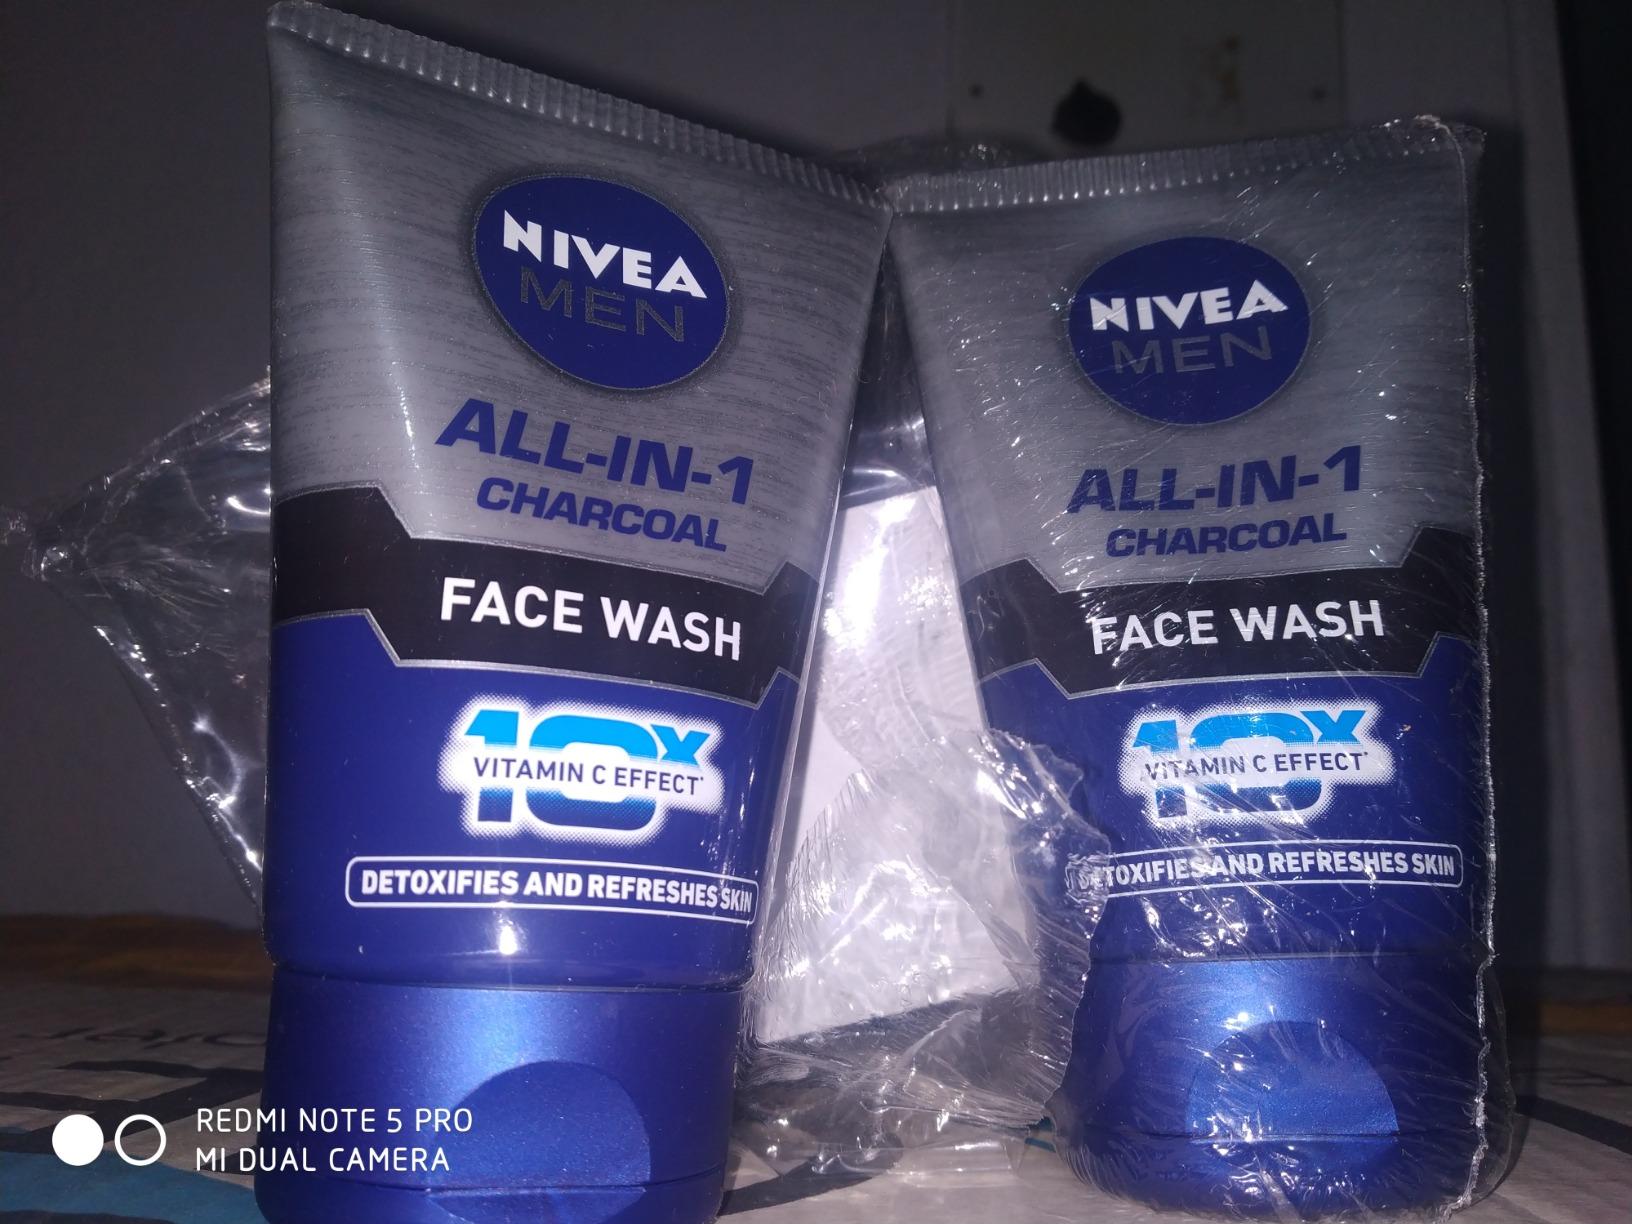 NIVEA
MEN
ALL-IN-1
CHARCOAL
FACE WASH
10X
VITAMIN C EFFECT*
DETOXIFIES AND REFRESHES SKIN
NIVEA
MEN
ALL-IN-1
CHARCOAL
FACE WASH
10X
VITAMIN C EFFECT*
DETOXIFIES AND REFRESHES SKIN
REDMI NOTE 5 PRO
MI DUAL CAMERA